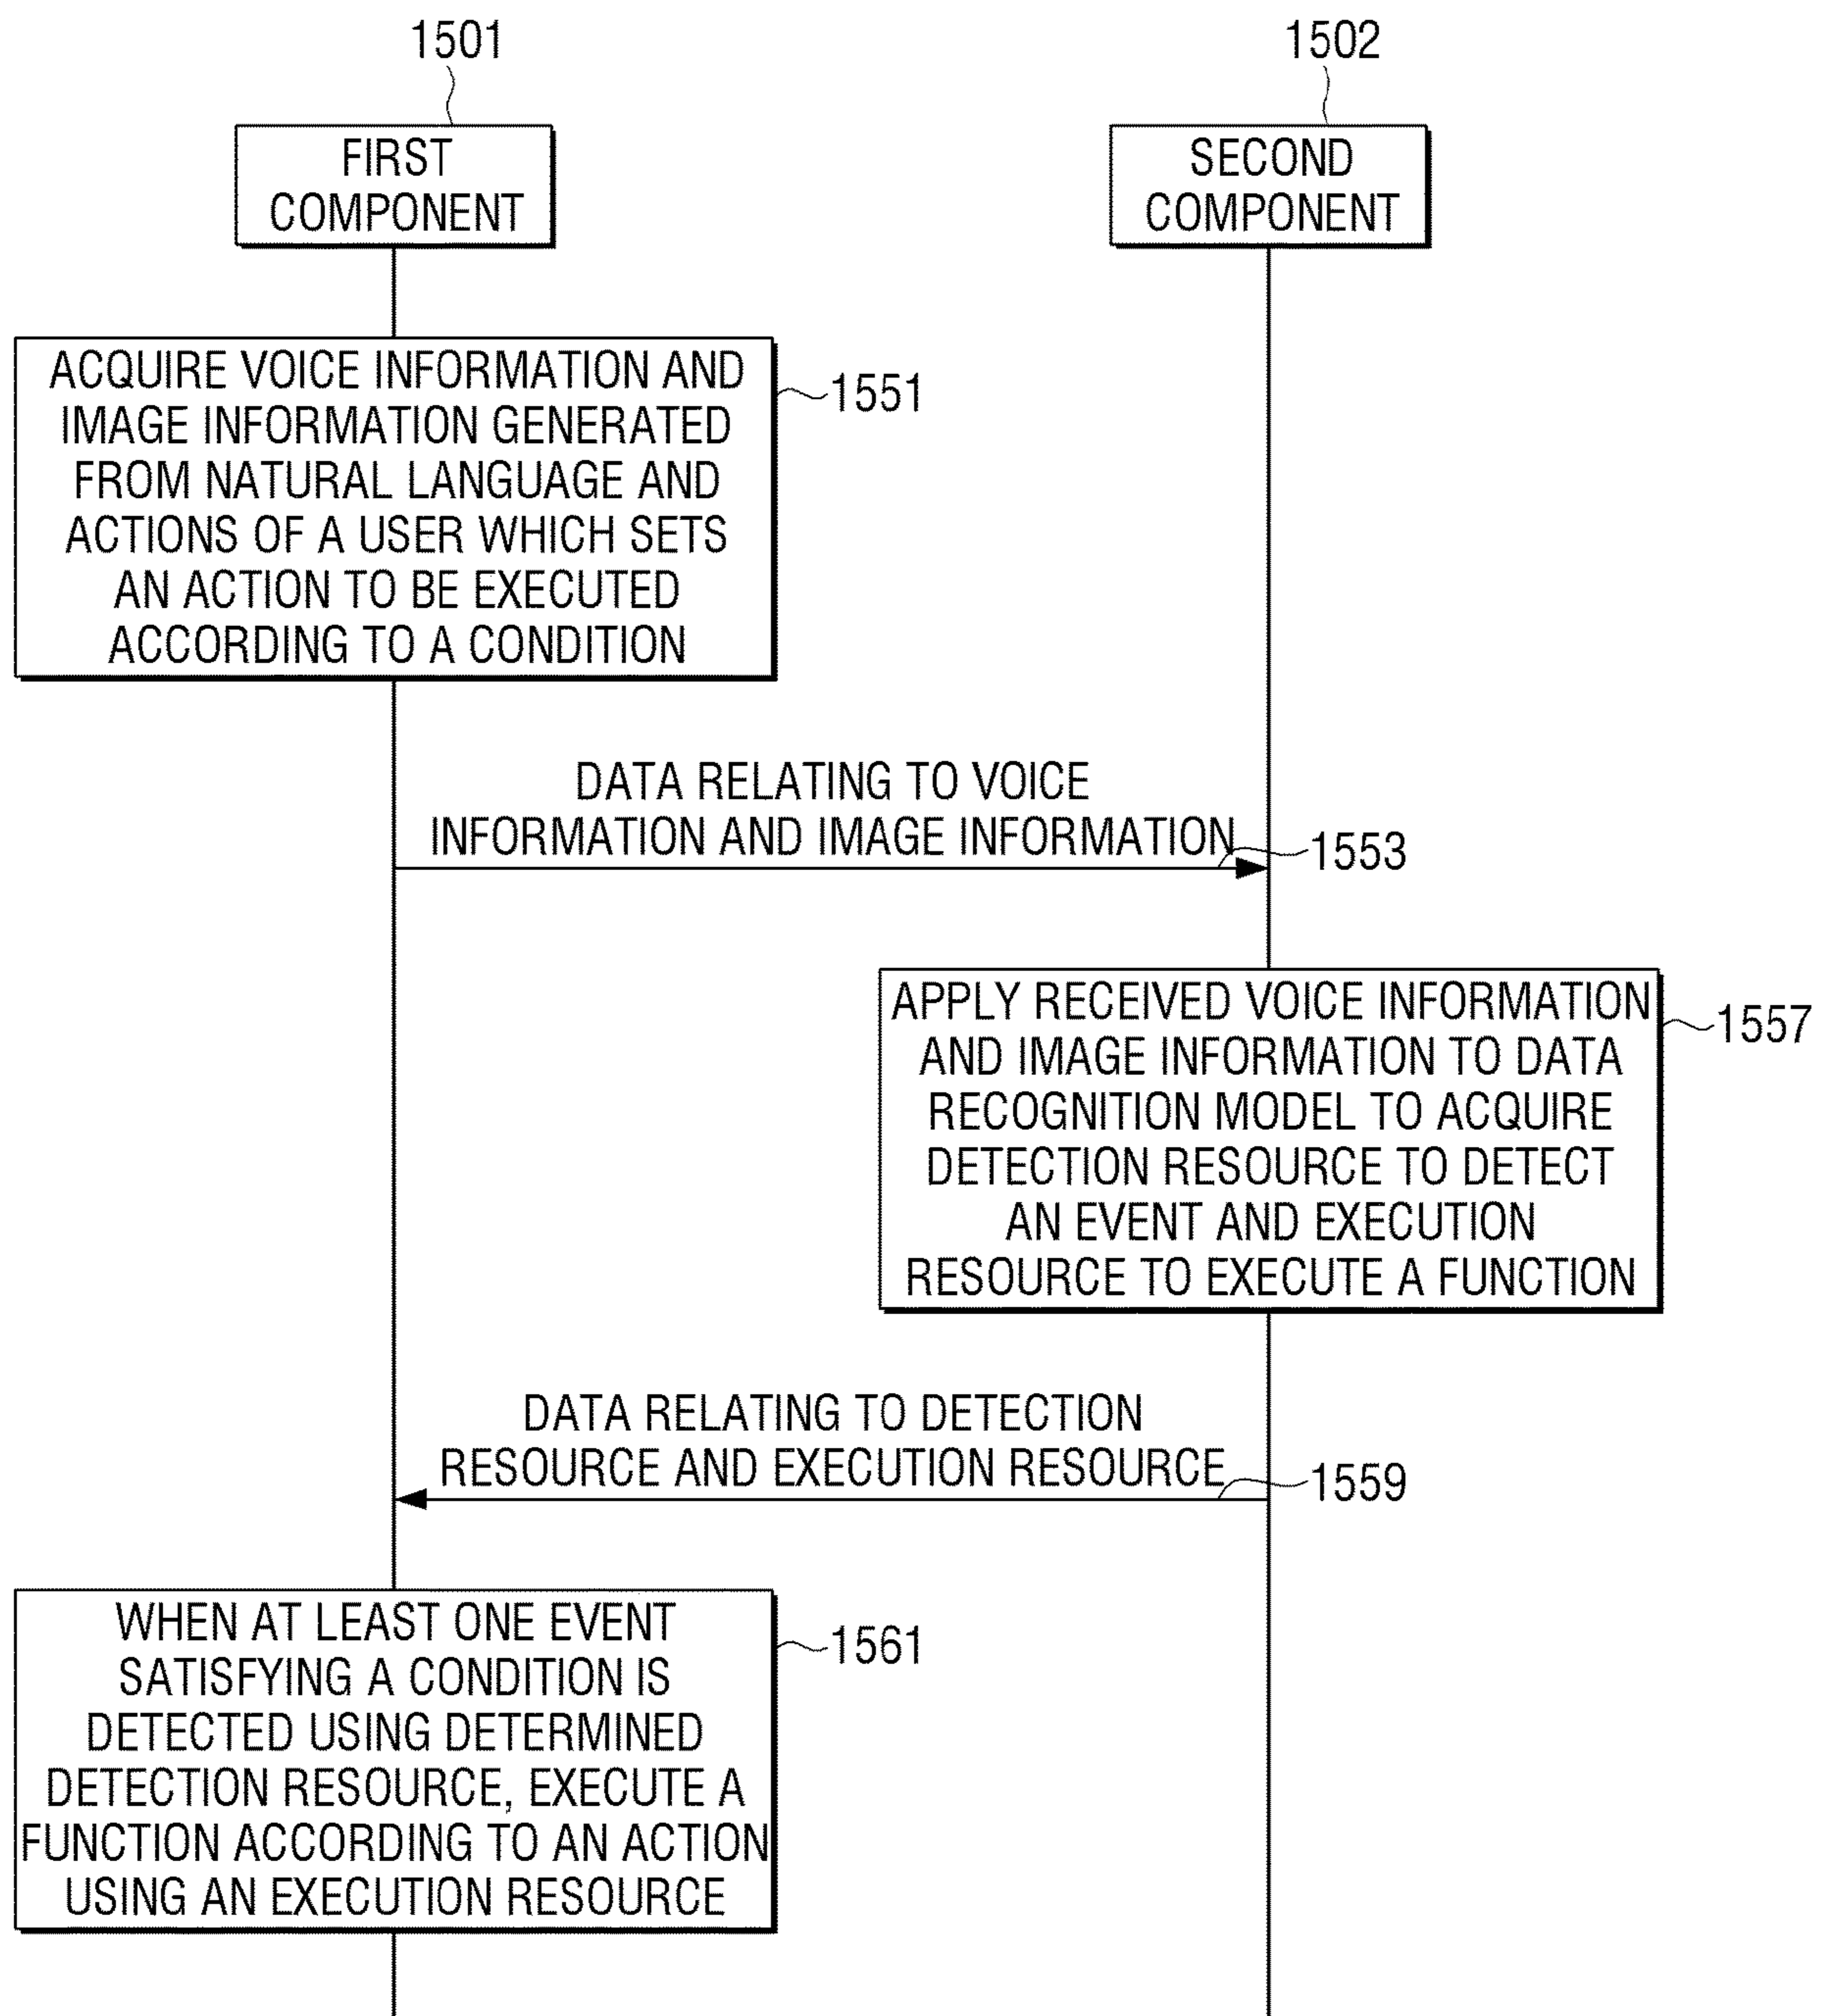 1501
1502
FIRST
COMPONENT
SECOND
COMPONENT
ACQUIRE VOICE INFORMATION AND
IMAGE INFORMATION GENERATED
FROM NATURAL LANGUAGE AND
ACTIONS OF A USER WHICH SETS
AN ACTION TO BE EXECUTED
ACCORDING TO A CONDITION
1551
DATA RELATING TO VOICE
INFORMATION AND IMAGE INFORMATION
1553
APPLY RECEIVED VOICE INFORMATION
AND IMAGE INFORMATION TO DATA
RECOGNITION MODEL TO ACQUIRE
DETECTION RESOURCE TO DETECT
AN EVENT AND EXECUTION
RESOURCE TO EXECUTE A FUNCTION
1557
DATA RELATING TO DETECTION
RESOURCE AND EXECUTION RESOURCE
1559
WHEN AT LEAST ONE EVENT
SATISFYING A CONDITION IS
DETECTED USING DETERMINED
DETECTION RESOURCE, EXECUTE A
FUNCTION ACCORDING TO AN ACTION
USING AN EXECUTION RESOURCE
1561